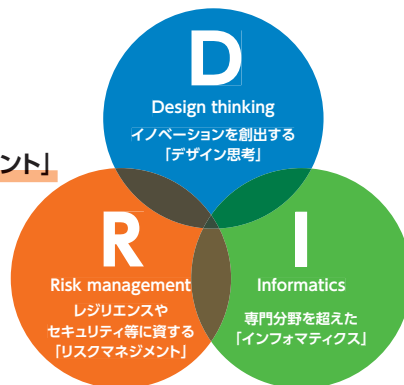 D
Design thinking
イノベーションを創出する
「デザイン思考」
ント」
R
Risk management
レジリエンスや
セキュリティ等に資する
「リスクマネジメント」
I
Informatics
専門分野を超えた
「インフォマティクス」